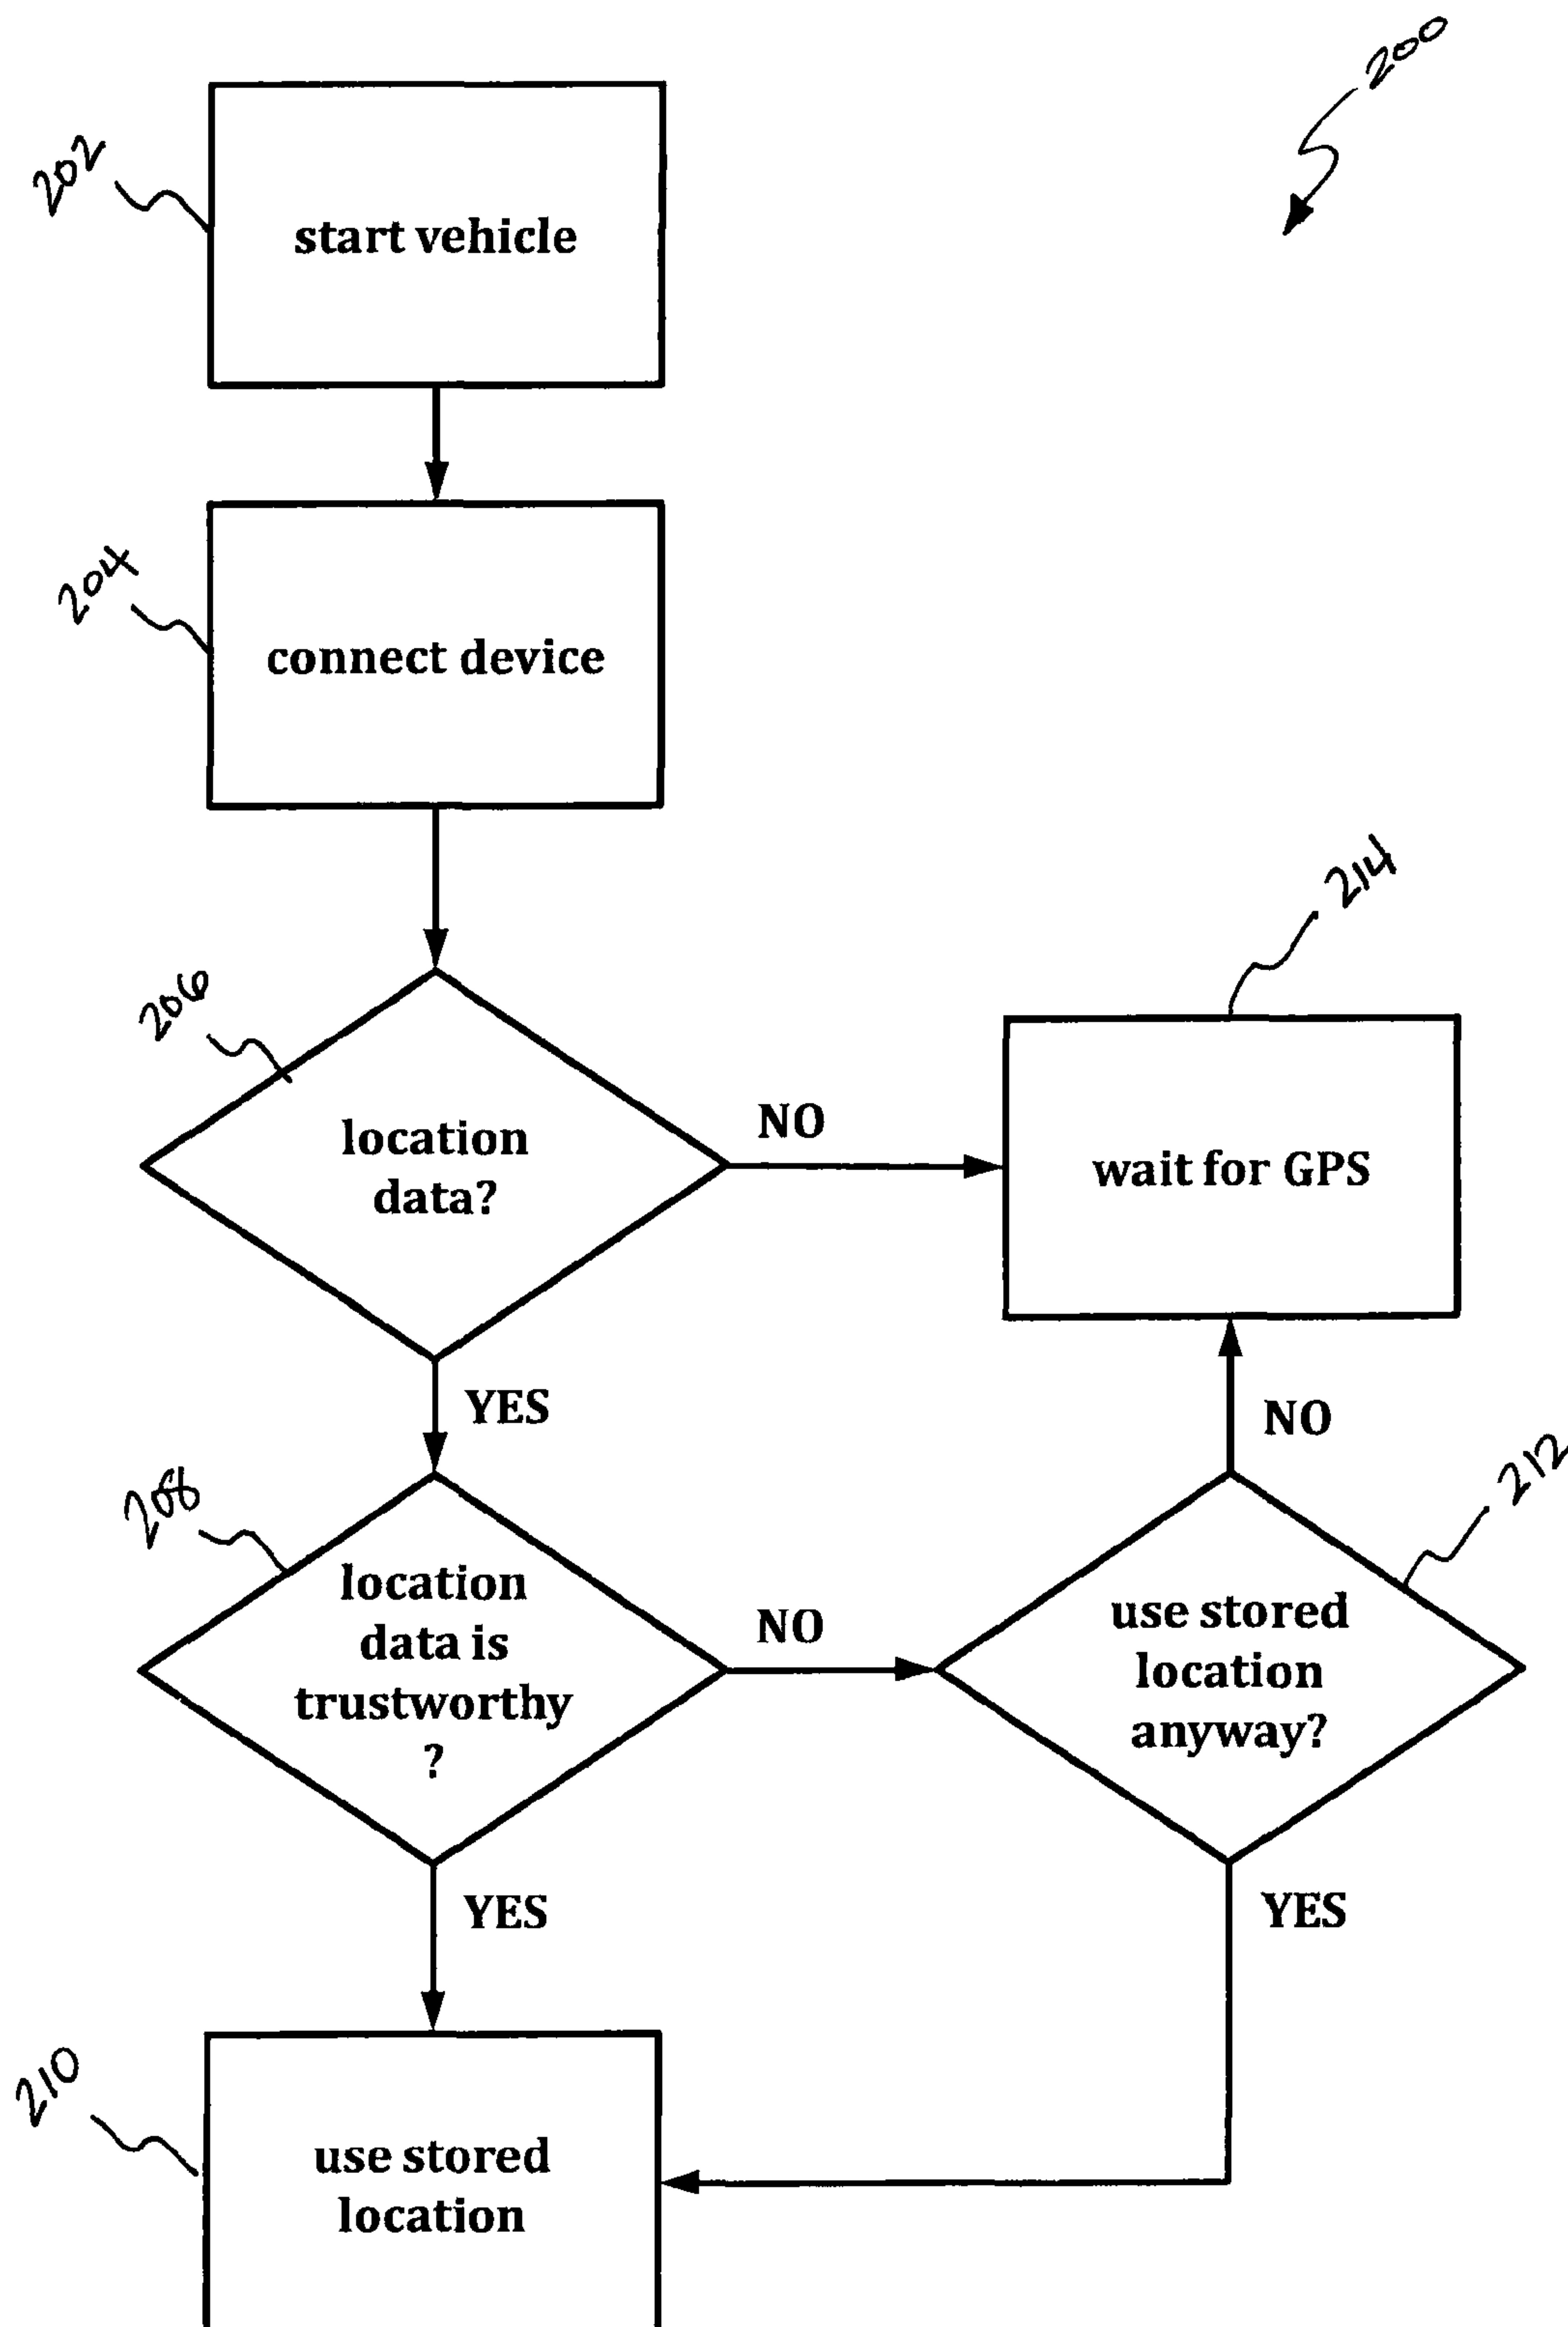 200
202
start vehicle
204
connect device
214
206
location
data?
NO
wait for GPS
YES
NO
212
208
location
data is
trustworthy
?
NO
use stored
location
anyway?
YES
YES
210
use stored
location